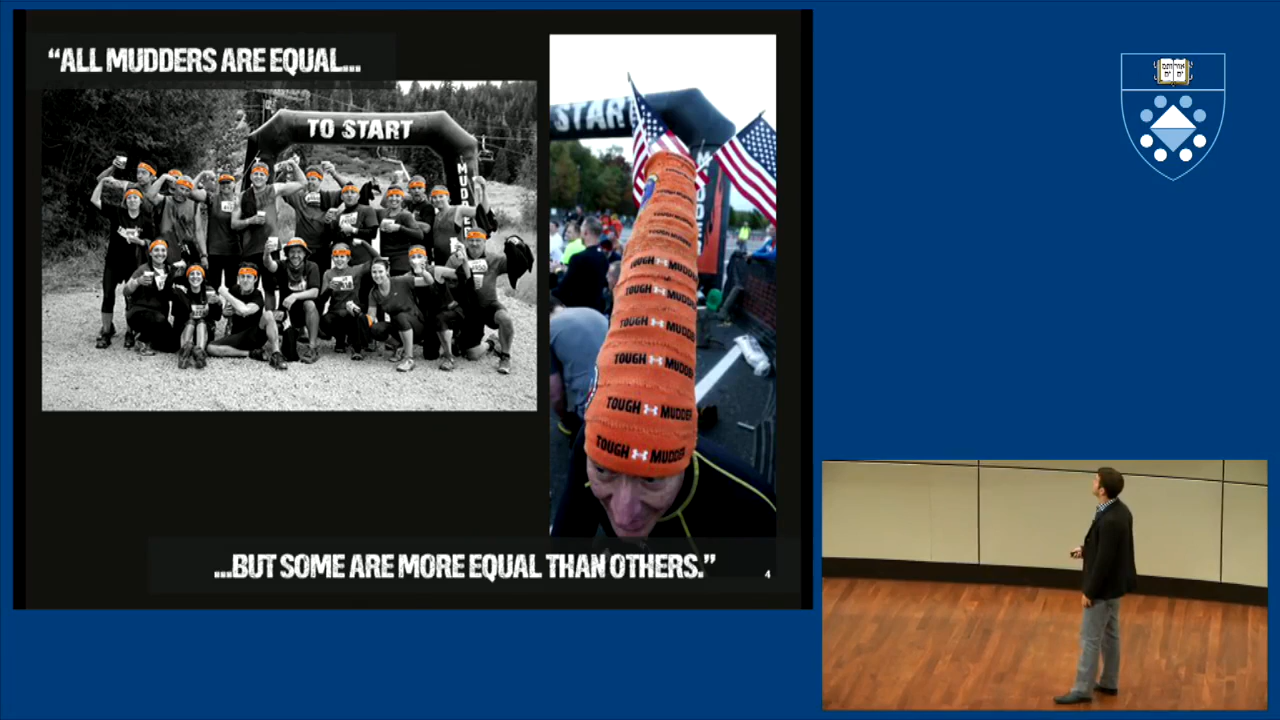 “ALL MUDDERS ARE EQUAL...
TO START
MUDDER
START
TOUGH MUDDER
TOUGH MUDDER
TOUGH MUDDER
TOUGH MUDDER
TOUGH MUDDER
TOUGH MUDDER
...BUT SOME ARE MORE EQUAL THAN OTHERS.”
4